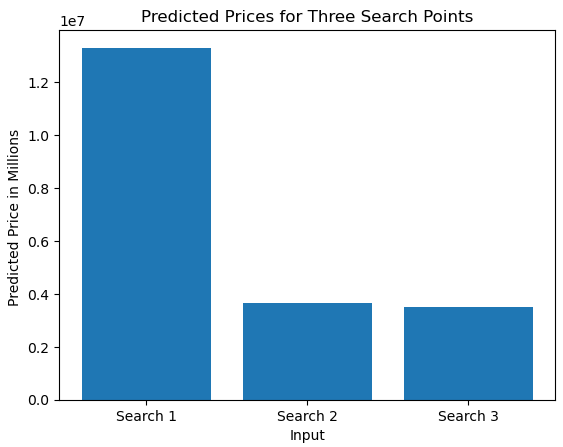 Predicted Prices for Three Search Points
1e7
1.2
1.0
0.8
0.6
0.4
0.2
0.0
Predicted Price in Millions
Search 1
Search 2
Search 3
Input